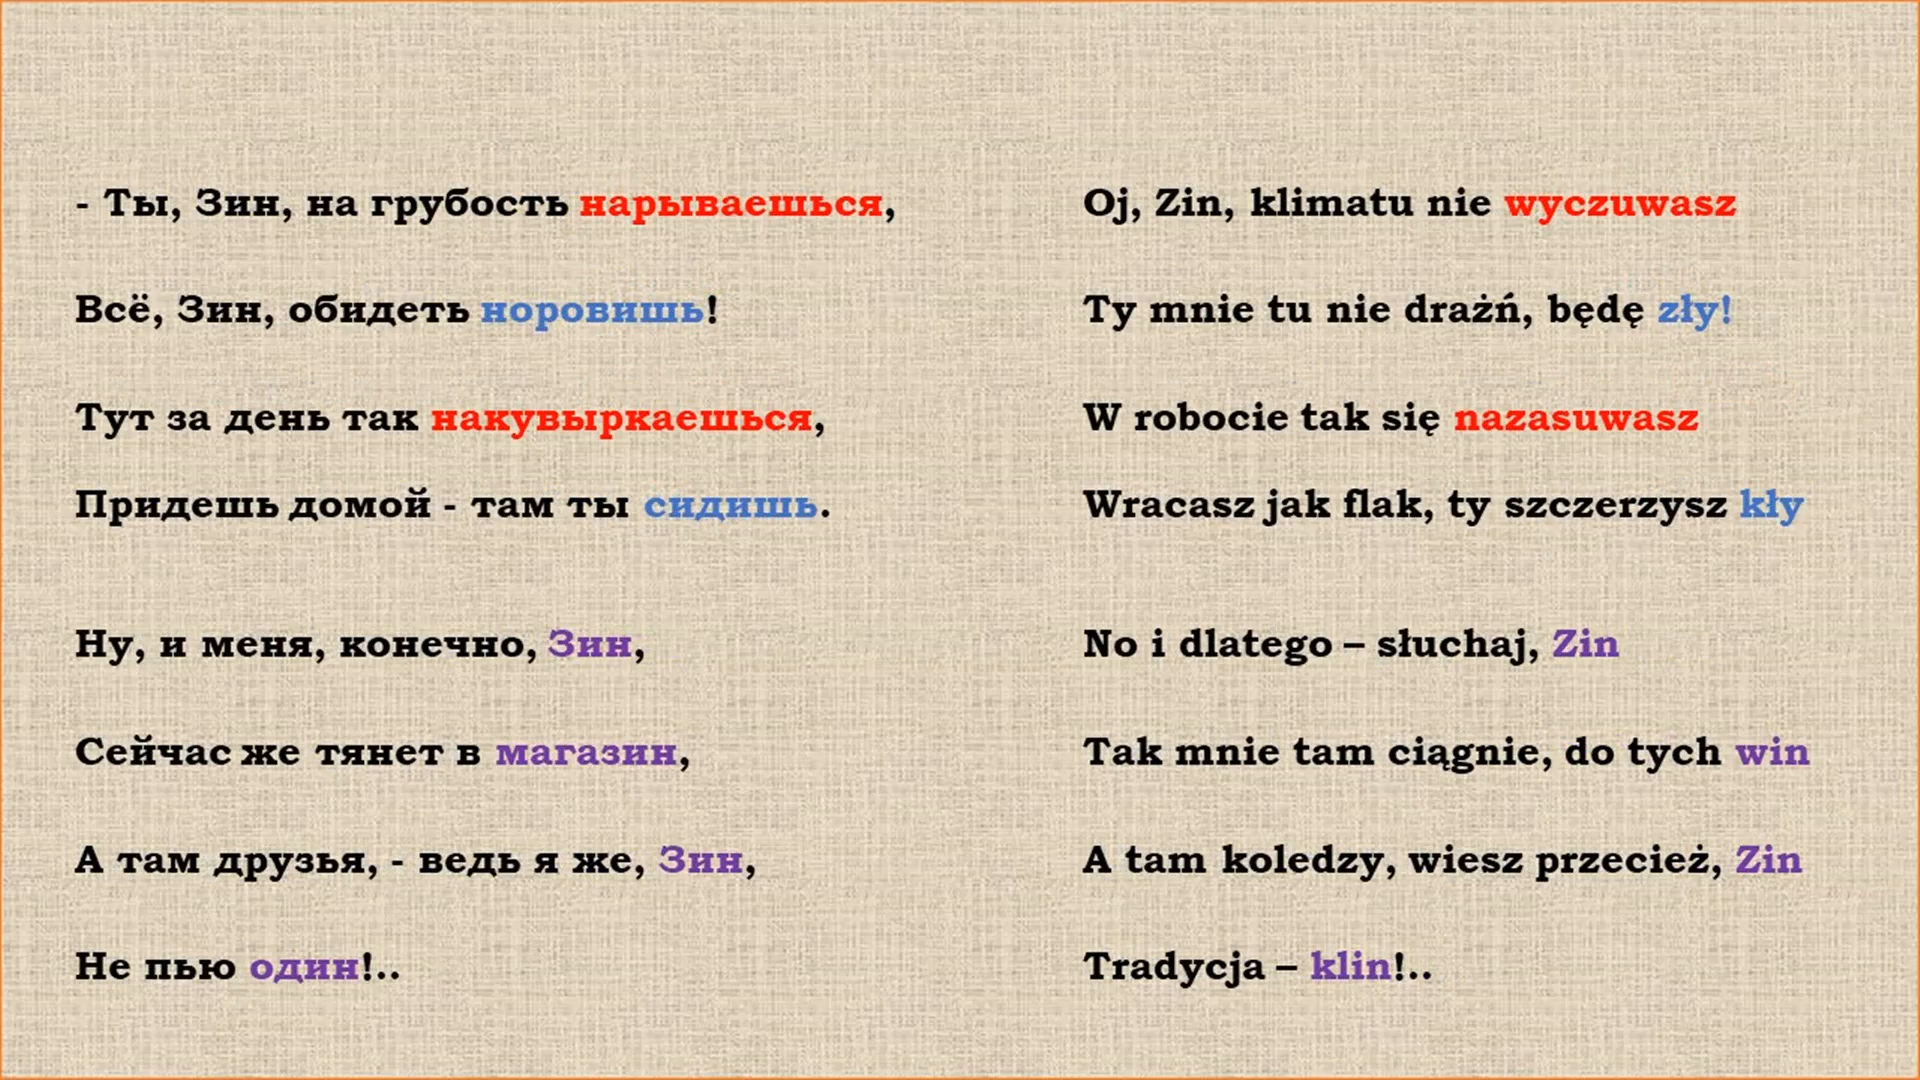 - Ты, Зин, на грубость нарываешься,
Всё, Зин, обидеть норовишь!
Тут за день так накувыркаешься,
Придешь домой - там ты сидишь.
Ну, и меня, конечно, Зин,
Сейчас же тянет в магазин,
А там друзья, - ведь я же, Зин,
Не пью один!..
Oj, Zin, klimatu nie wyczuwasz
Ty mnie tu nie drażń, będę zły!
W robocie tak się nazasuwasz
Wracasz jak flak, ty szczerzysz kły
No i dlatego – słuchaj, Zin
Tak mnie tam ciągnie, do tych win
A tam koledzy, wiesz przecież, Zin
Tradycja – klin!..